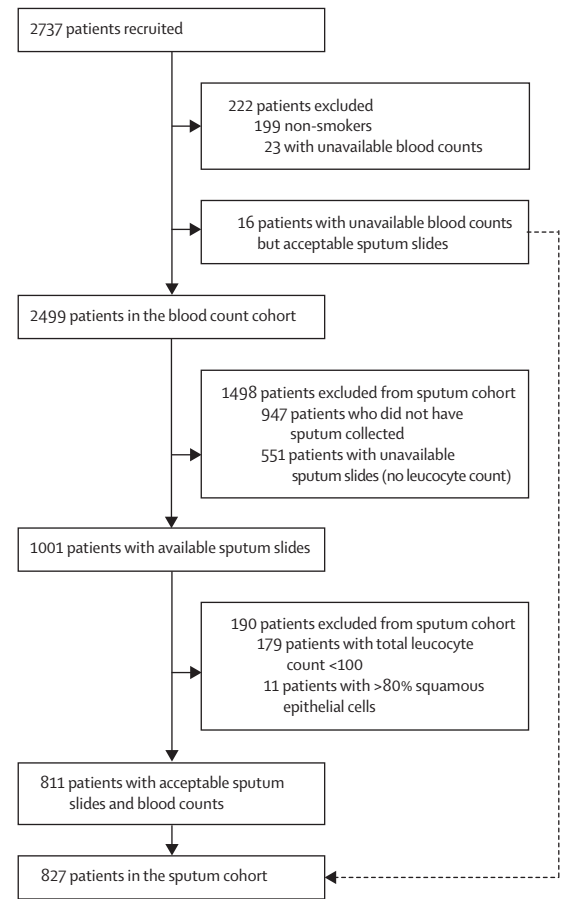 2737 patients recruited
222 patients excluded
199 non-smokers
23 with unavailable blood counts
16 patients with unavailable blood counts
but acceptable sputum slides
2499 patients in the blood count cohort
1498 patients excluded from sputum cohort
947 patients who did not have
sputum collected
551 patients with unavailable
sputum slides (no leucocyte count)
1001 patients with available sputum slides
190 patients excluded from sputum cohort
179 patients with total leucocyte
count <100
11 patients with >80% squamous
epithelial cells
811 patients with acceptable sputum
slides and blood counts
827 patients in the sputum cohort